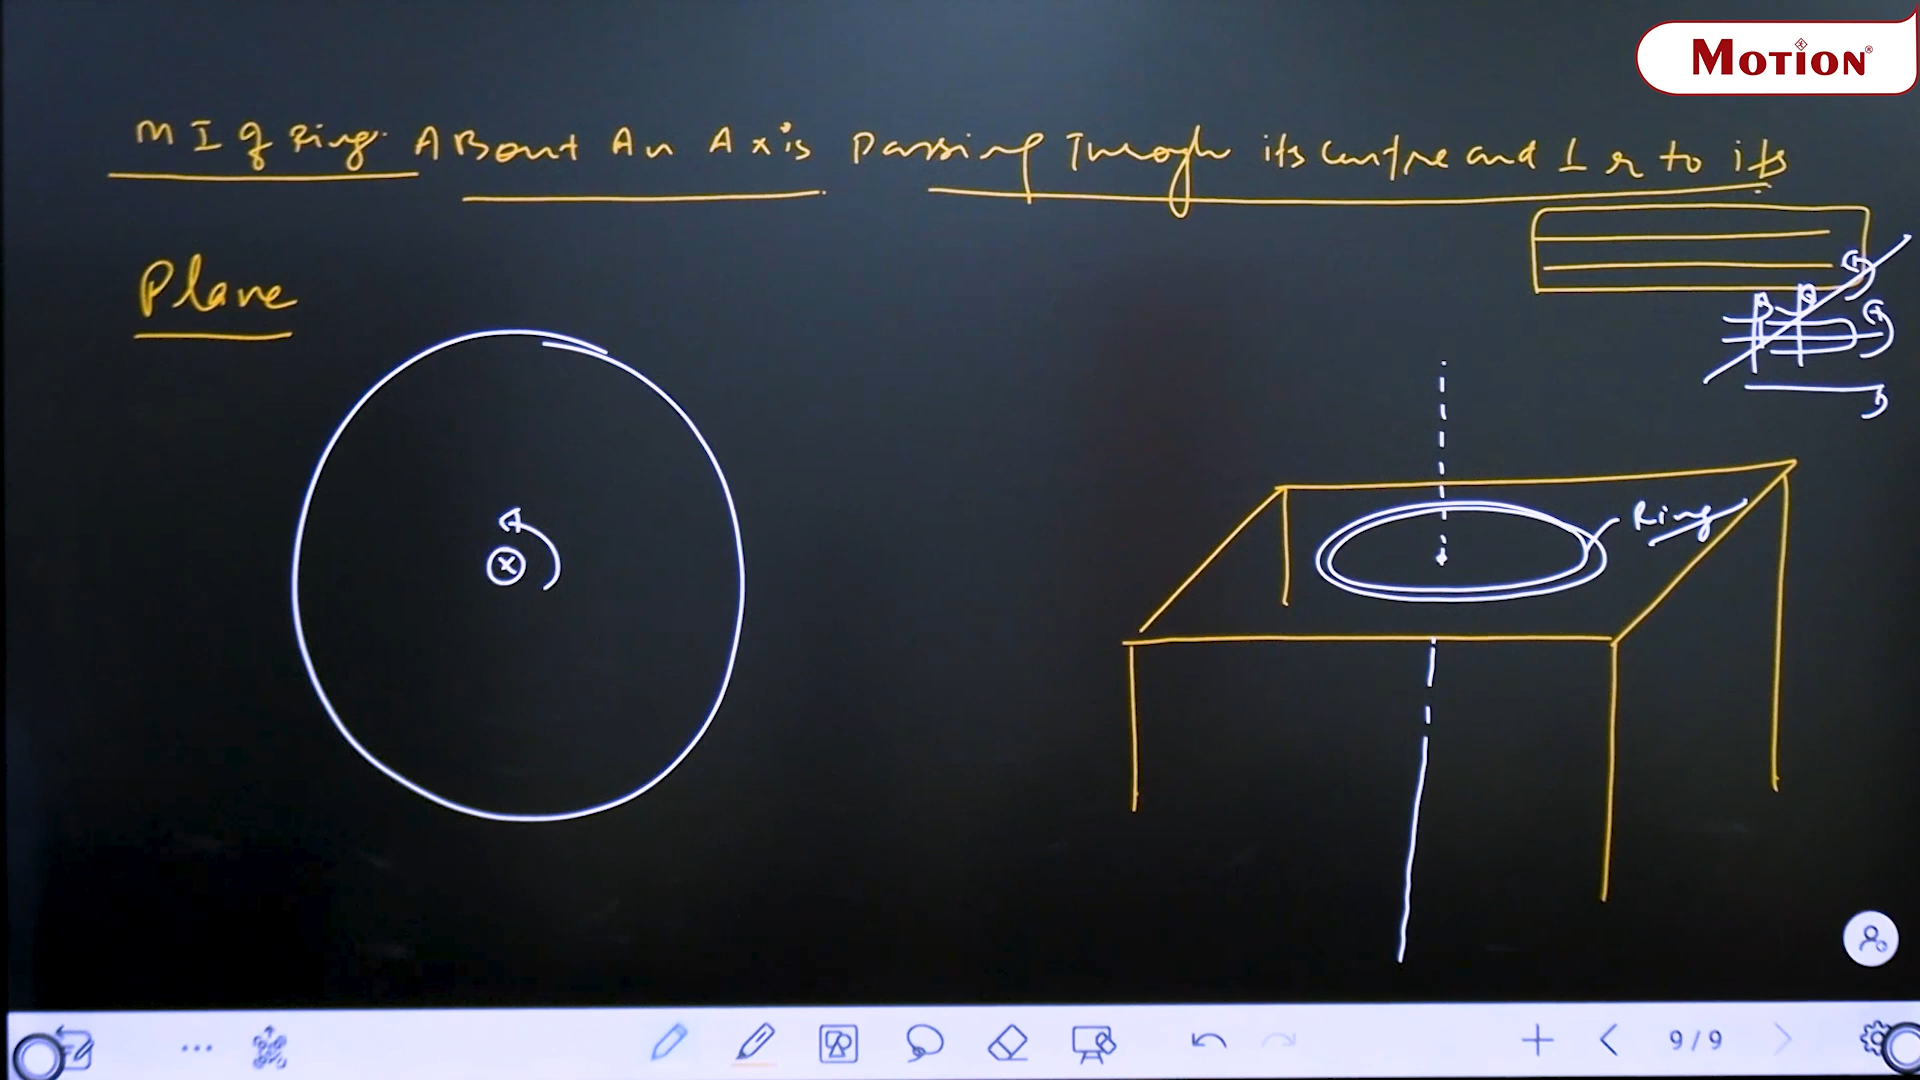 MOTION®
M I of Ring About An Axis Passing Through its Centre and ⊥ r to its
Plane
Ring
9/9